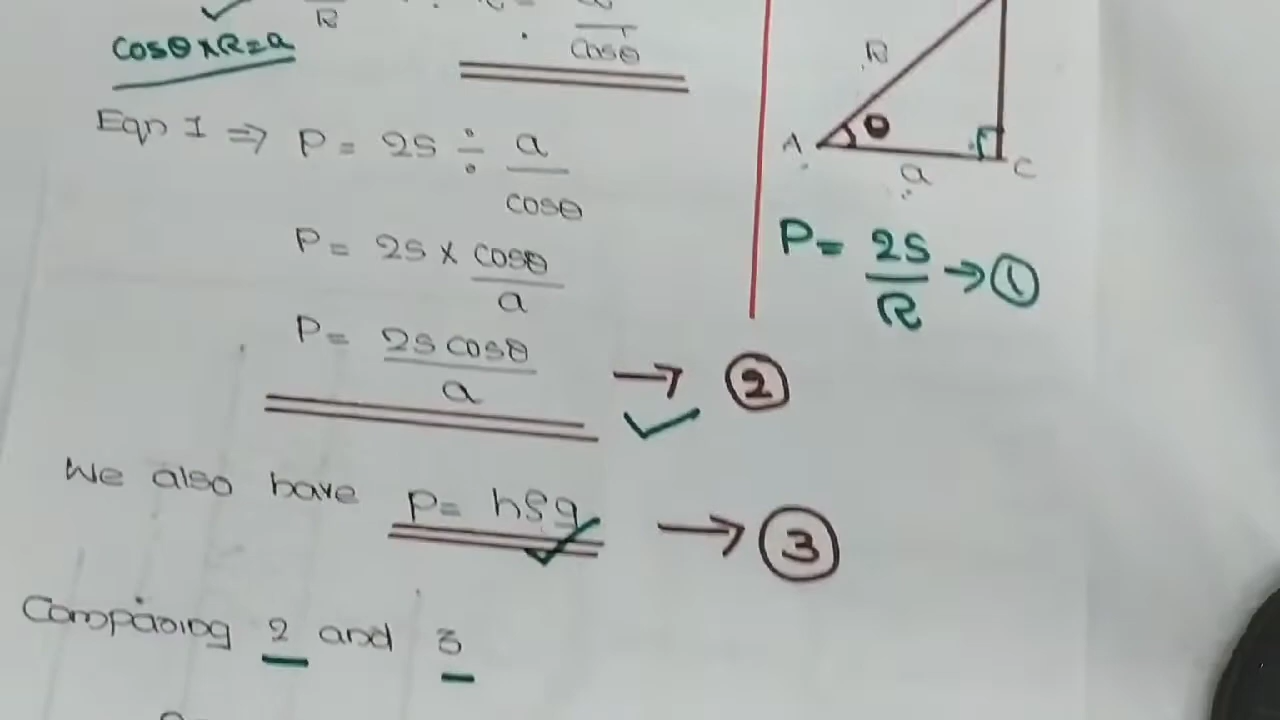 R
cosθ
cosθ×R=a
Eqn 1 ⇒ P = 2S ÷ a
cosθ
P = 2S × cosθ
a
P = 2S cosθ → 2
a
We also have P = hρg → 3
Comparing 2 and 3
R
θ
A
a
C
P = 2S → 1
R